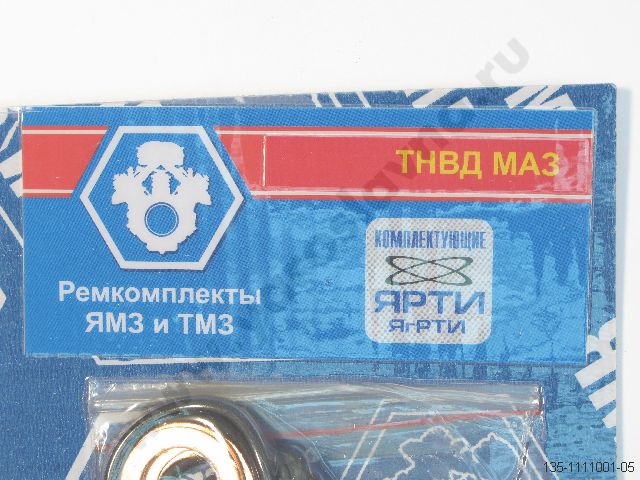 ТНВД МАЗ
КОМПЛЕКТУЮЩИЕ
ЯРТИ
ЯгРТИ
Ремкомплекты
ЯМЗ и ТМЗ
135-1111001-05